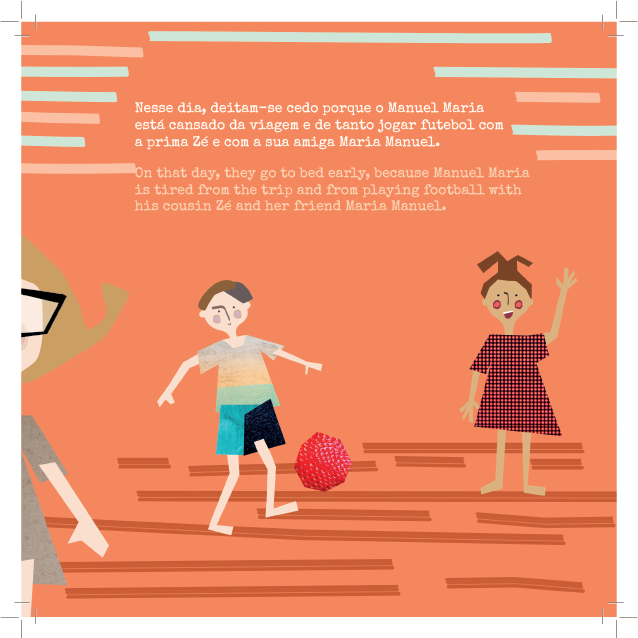 Nesse dia, deitam-se cedo porque o Manuel Maria
está cansado da viagem e de tanto jogar futebol com
a prima Zé e com a sua amiga Maria Manuel.
On that day, they go to bed early, because Manuel Maria
is tired from the trip and from playing football with
his cousin Zé and her friend Maria Manuel.